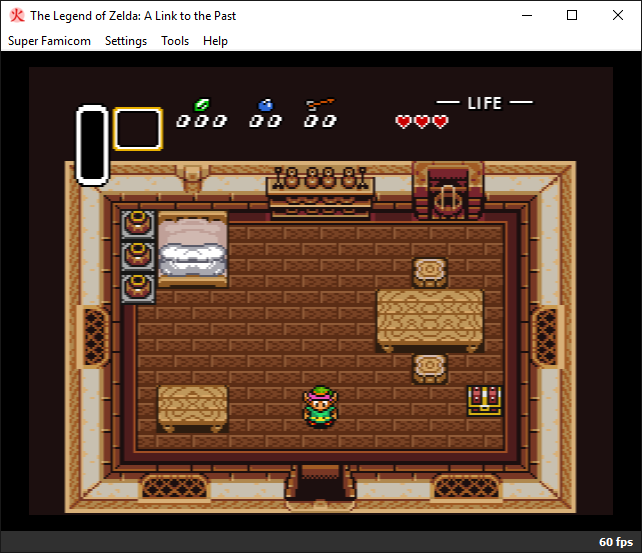 The Legend of Zelda: A Link to the Past
Super Famicom Settings Tools Help
— LIFE —
000 00 00
60 fps